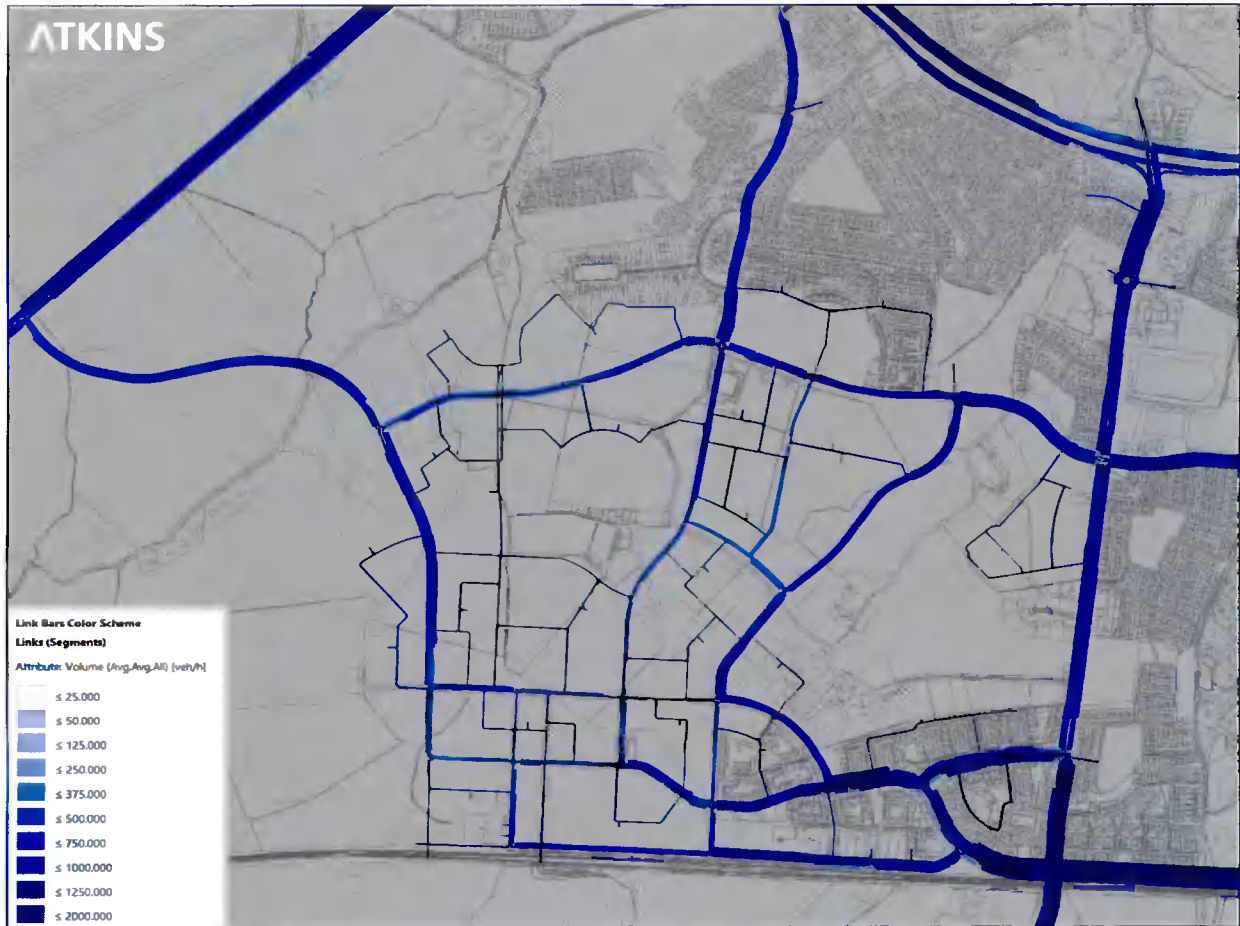 ATKINS
Link Bars Color Scheme
Links (Segments)
Attribute: Volume (Avg,Avg,All) [veh/h]
≤ 25.000
≤ 50.000
≤ 125.000
≤ 250.000
≤ 375.000
≤ 500.000
≤ 750.000
≤ 1000.000
≤ 1250.000
≤ 2000.000